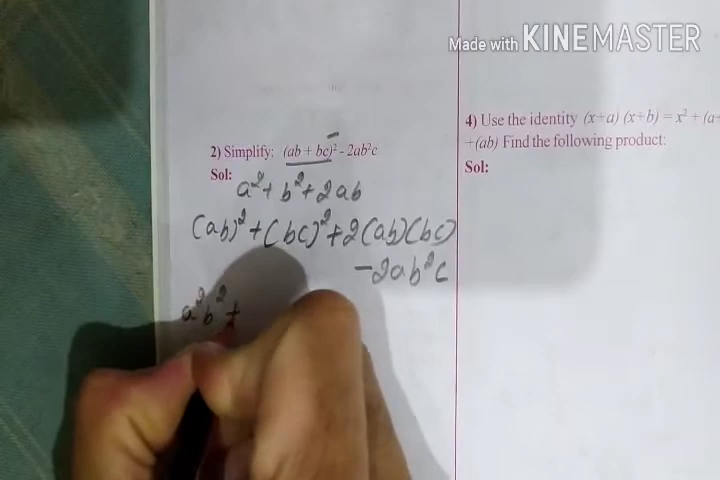 Made with KINEMASTER
2) Simplify: (ab + bc)² - 2ab²c
Sol:
a² + b² + 2ab
(ab)² + (bc)² + 2(ab)(bc)
- 2ab²c
a²b² +
4) Use the identity (x+a) (x+b) = x² + (a+
+(ab) Find the following product:
Sol: